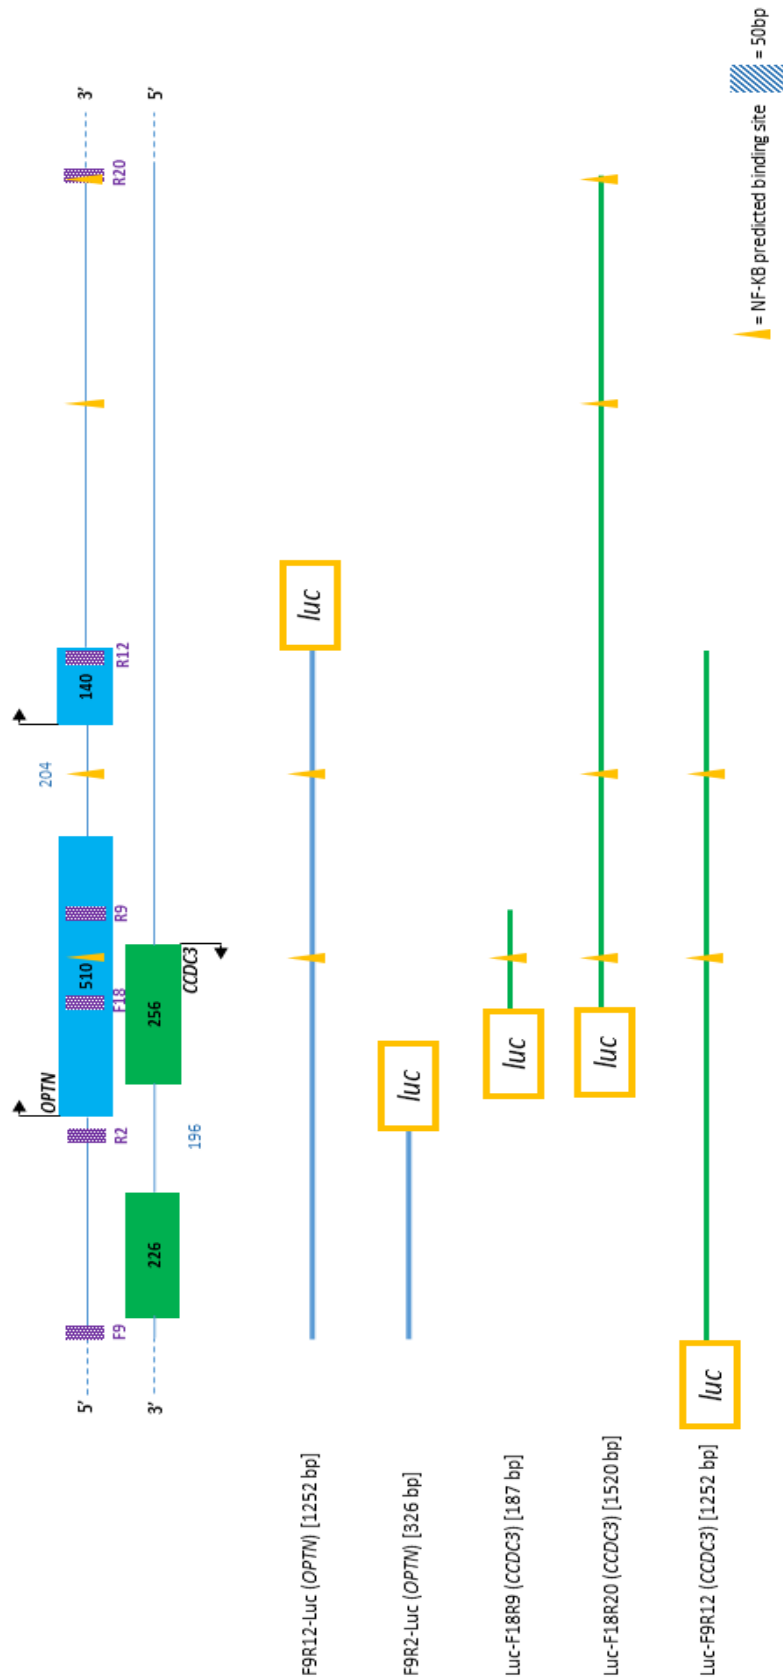 5'
3'
OPTN
204
F9
R2
F18
510
R9
140
R12
R20
3'
5'
226
196
256
CCDC3
F9R12-Luc (OPTN) [1252 bp]
luc
F9R2-Luc (OPTN) [326 bp]
luc
Luc-F18R9 (CCDC3) [187 bp]
luc
Luc-F18R20 (CCDC3) [1520 bp]
luc
Luc-F9R12 (CCDC3) [1252 bp]
luc
= NF-KB predicted binding site
= 50bp